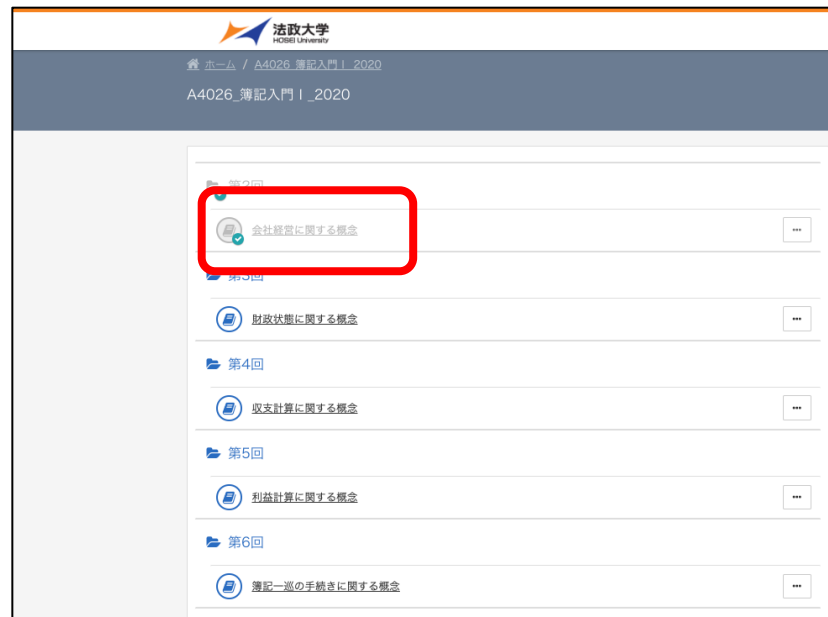 法政大学
HOSEI University
ホーム / A4026_簿記入門Ⅰ_2020
A4026_簿記入門Ⅰ_2020
第2回
会社経営に関する概念
第3回
財政状態に関する概念
第4回
収支計算に関する概念
第5回
利益計算に関する概念
第6回
簿記一巡の手続きに関する概念